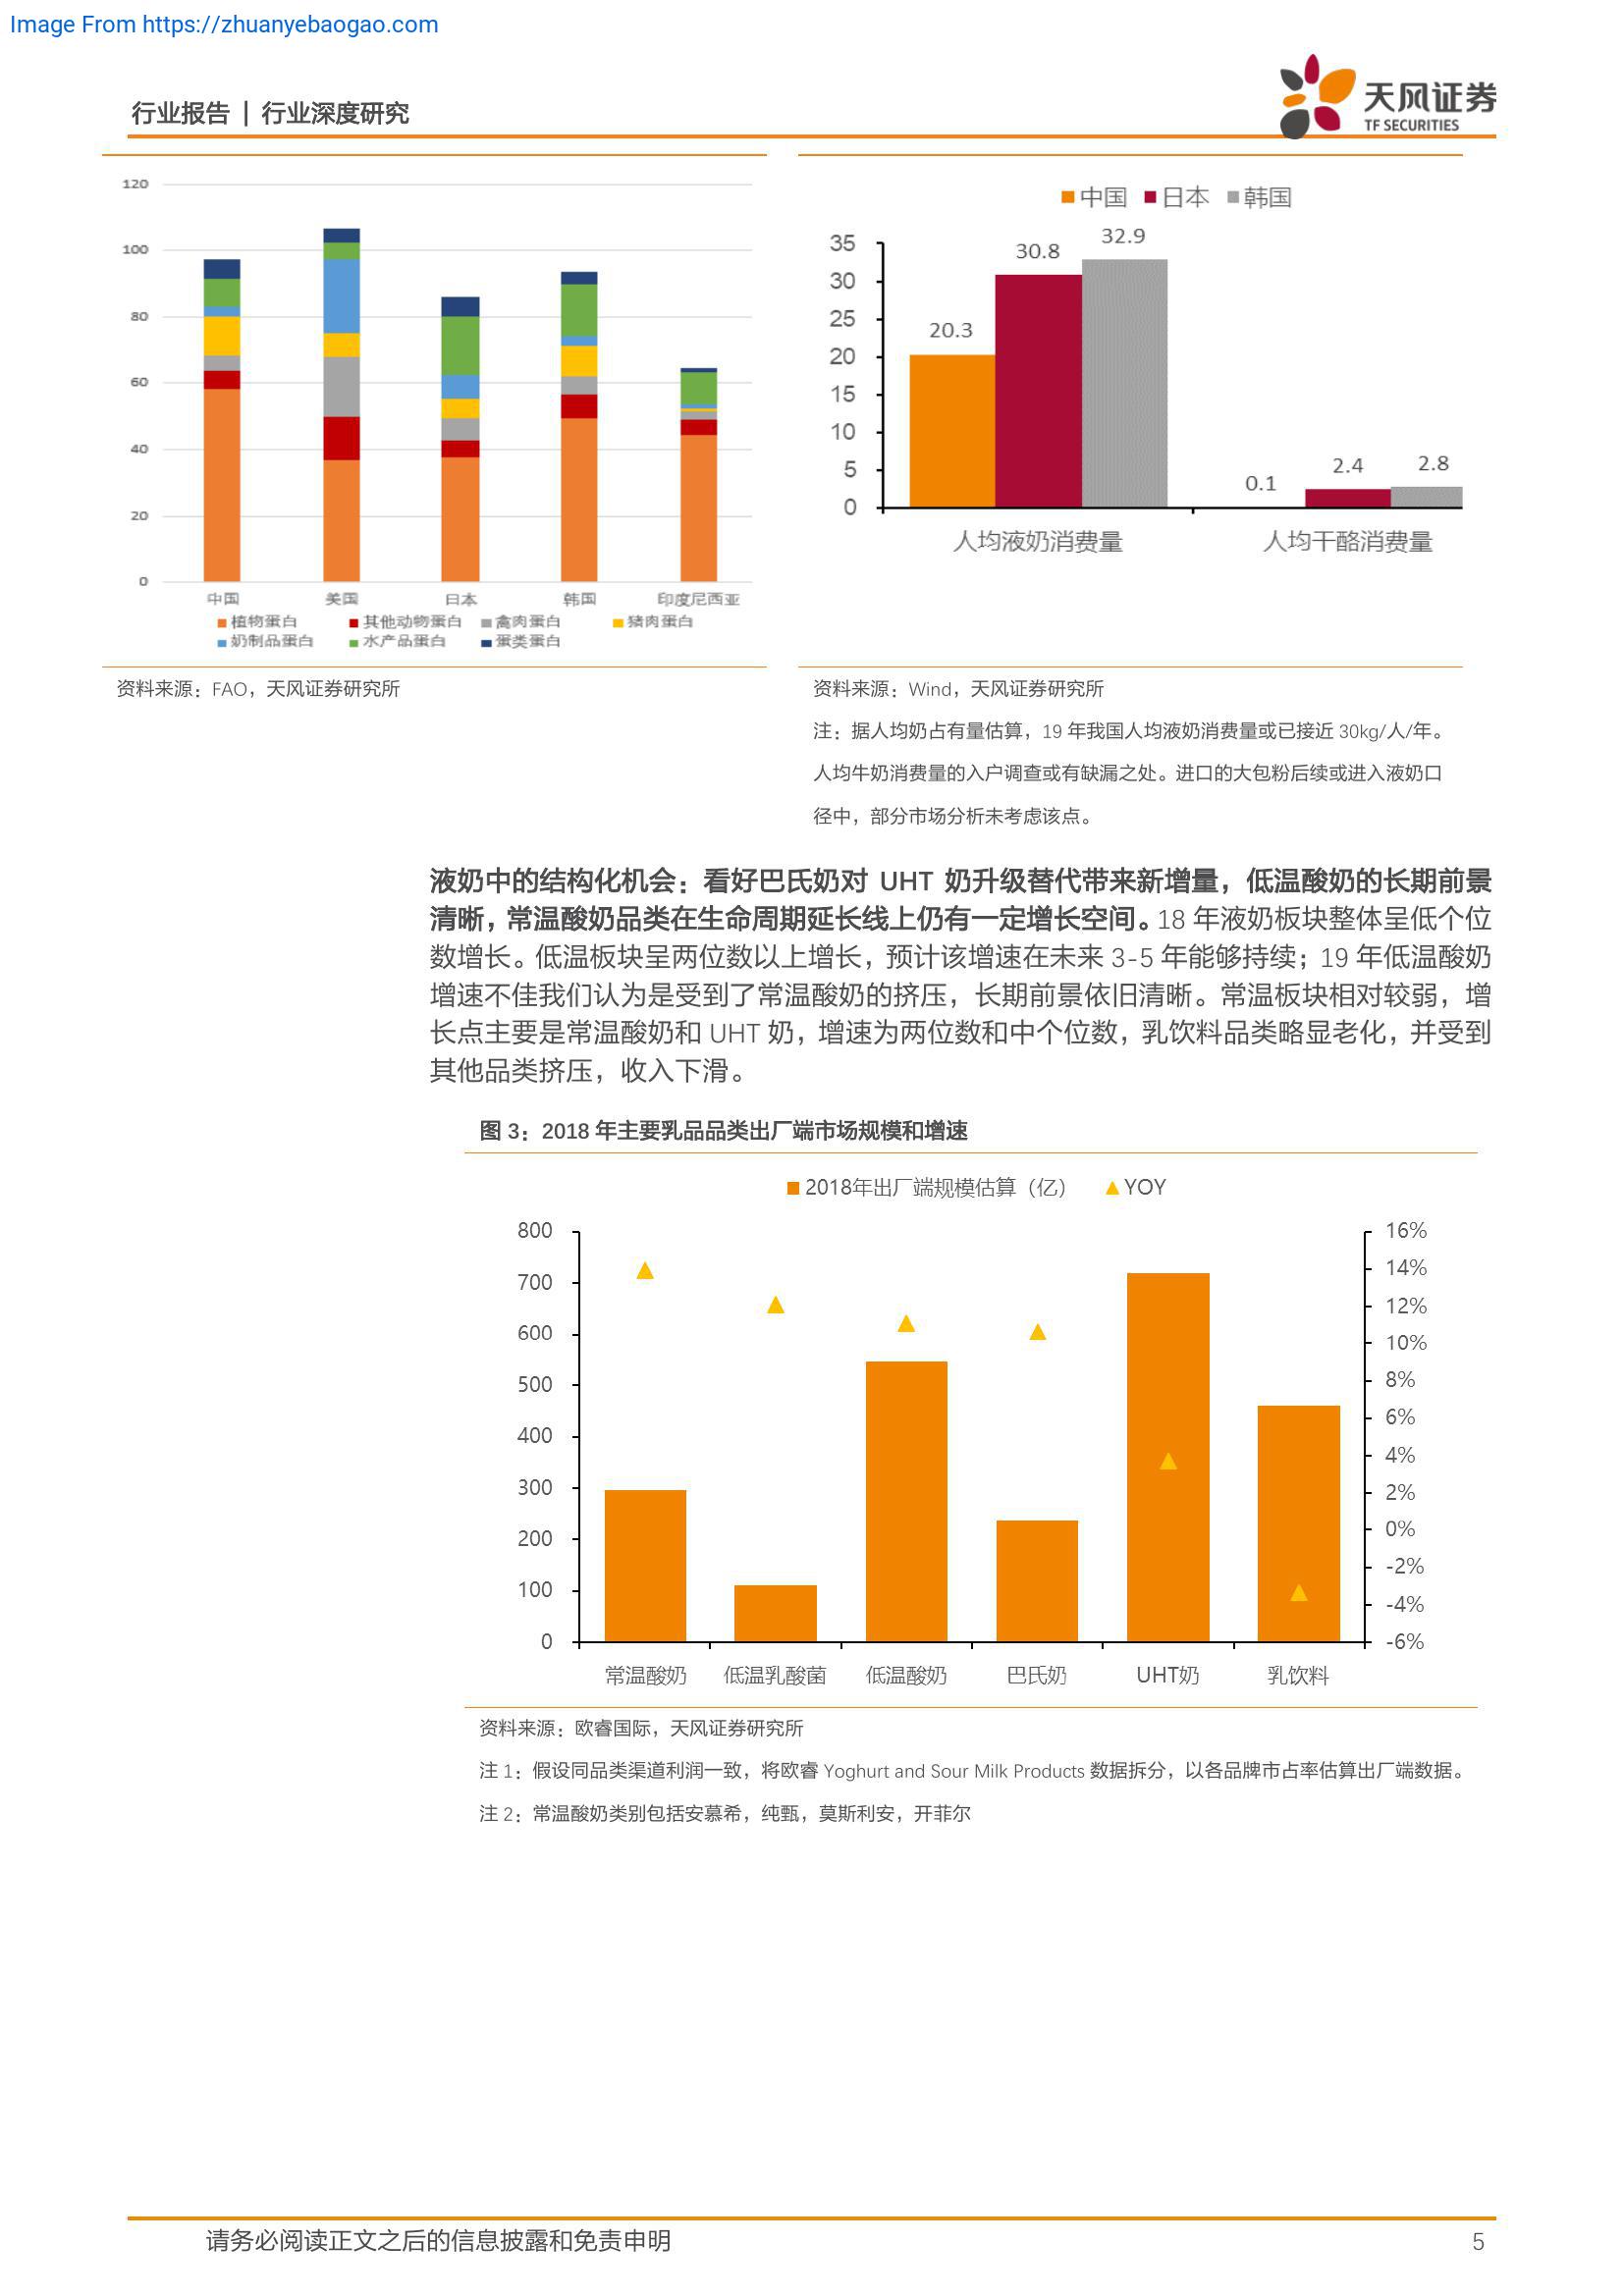 Image From https://zhuanyebaogao.com
行业报告 | 行业深度研究
天风证券
TF SECURITIES
120
100
80
60
40
20
0
中国 美国 日本 韩国 印度尼西亚
植物蛋白 其他动物蛋白 禽肉蛋白 猪肉蛋白
奶制品蛋白 水产品蛋白 蛋类蛋白
中国 日本 韩国
35
30
25
20
15
10
5
0
20.3
30.8
32.9
0.1
2.4
2.8
人均液奶消费量 人均干酪消费量
资料来源：FAO，天风证券研究所
资料来源：Wind，天风证券研究所
注：据人均奶占有量估算，19 年我国人均液奶消费量或已接近 30kg/人/年。
人均牛奶消费量的入户调查或有缺漏之处。进口的大包粉后续或进入液奶口
径中，部分市场分析未考虑该点。
液奶中的结构化机会：看好巴氏奶对 UHT 奶升级替代带来新增量，低温酸奶的长期前景
清晰，常温酸奶品类在生命周期延长线上仍有一定增长空间。18 年液奶板块整体呈低个位
数增长。低温板块呈两位数以上增长，预计该增速在未来 3-5 年能够持续；19 年低温酸奶
增速不佳我们认为是受到了常温酸奶的挤压，长期前景依旧清晰。常温板块相对较弱，增
长点主要是常温酸奶和 UHT 奶，增速为两位数和中个位数，乳饮料品类略显老化，并受到
其他品类挤压，收入下滑。
图 3：2018 年主要乳品品类出厂端市场规模和增速
2018年出厂端规模估算（亿） YOY
800
700
600
500
400
300
200
100
0
16%
14%
12%
10%
8%
6%
4%
2%
0%
-2%
-4%
-6%
常温酸奶 低温乳酸菌 低温酸奶 巴氏奶 UHT奶 乳饮料
资料来源：欧睿国际，天风证券研究所
注 1：假设同品类渠道利润一致，将欧睿 Yoghurt and Sour Milk Products 数据拆分，以各品牌市占率估算出厂端数据。
注 2：常温酸奶类别包括安慕希，纯甄，莫斯利安，开菲尔
请务必阅读正文之后的信息披露和免责申明
5